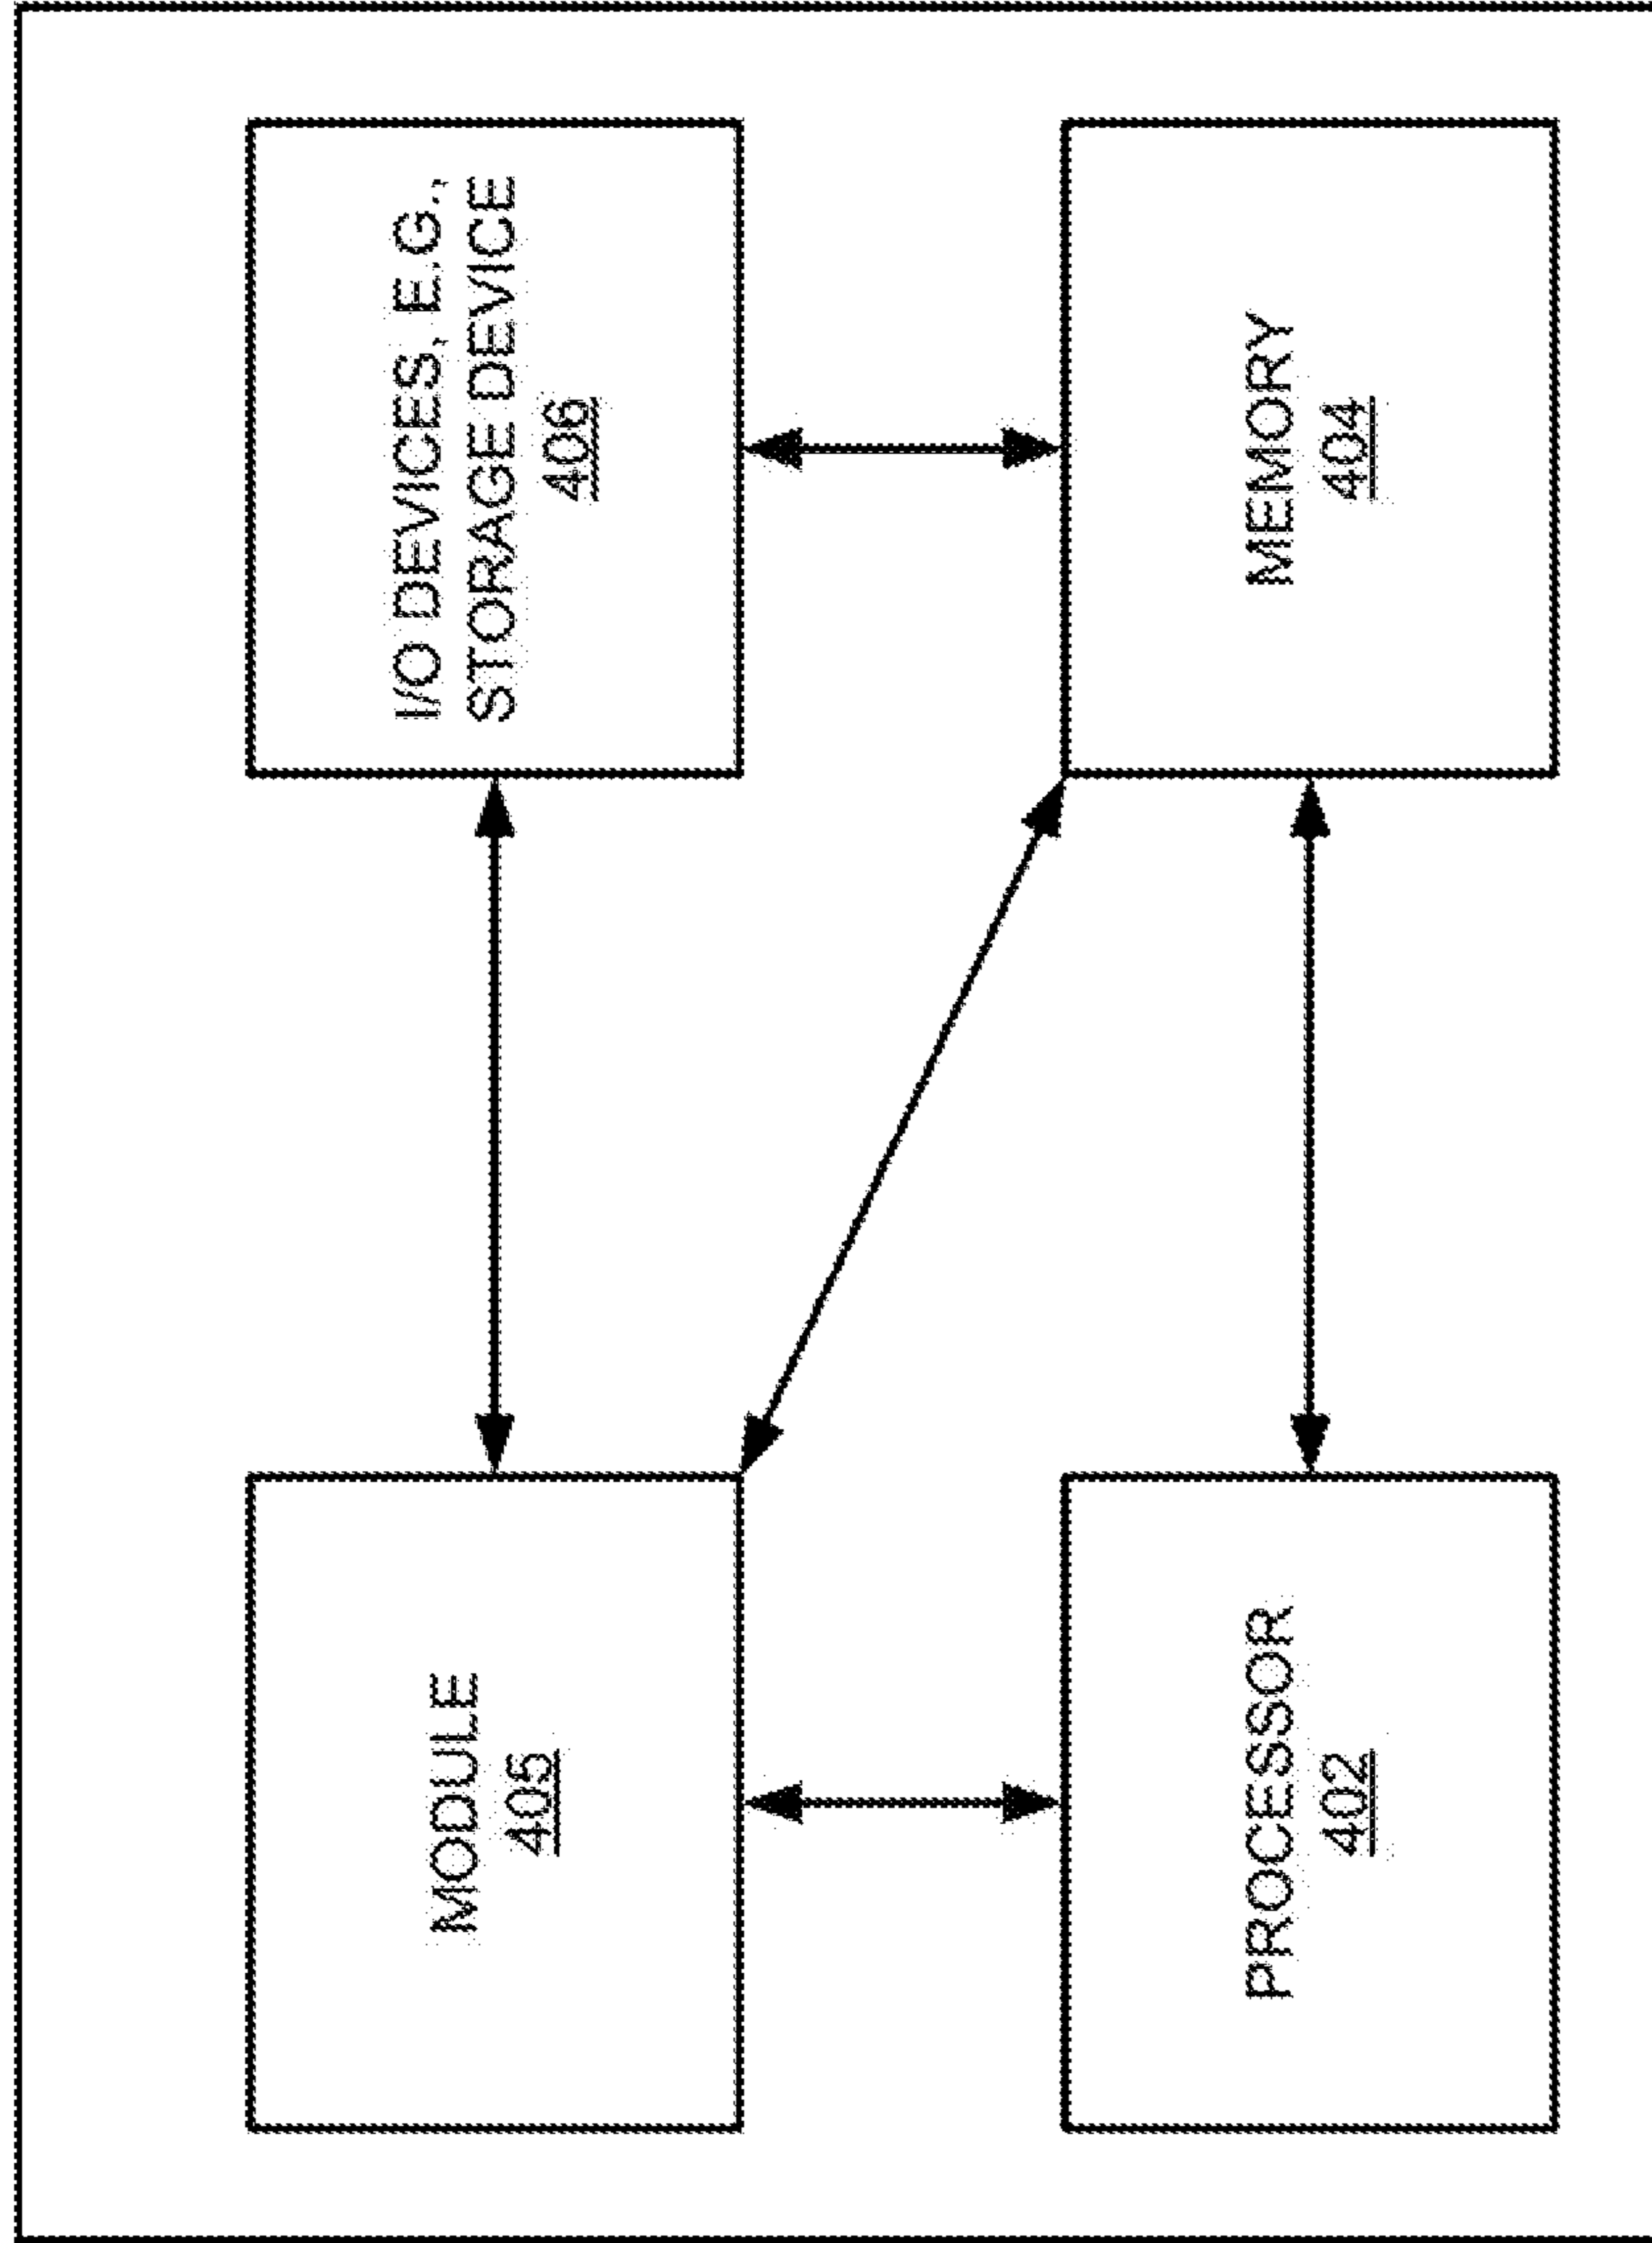 MODULE
405
I/O DEVICES, E.G.,
STORAGE DEVICE
406
PROCESSOR
402
MEMORY
404